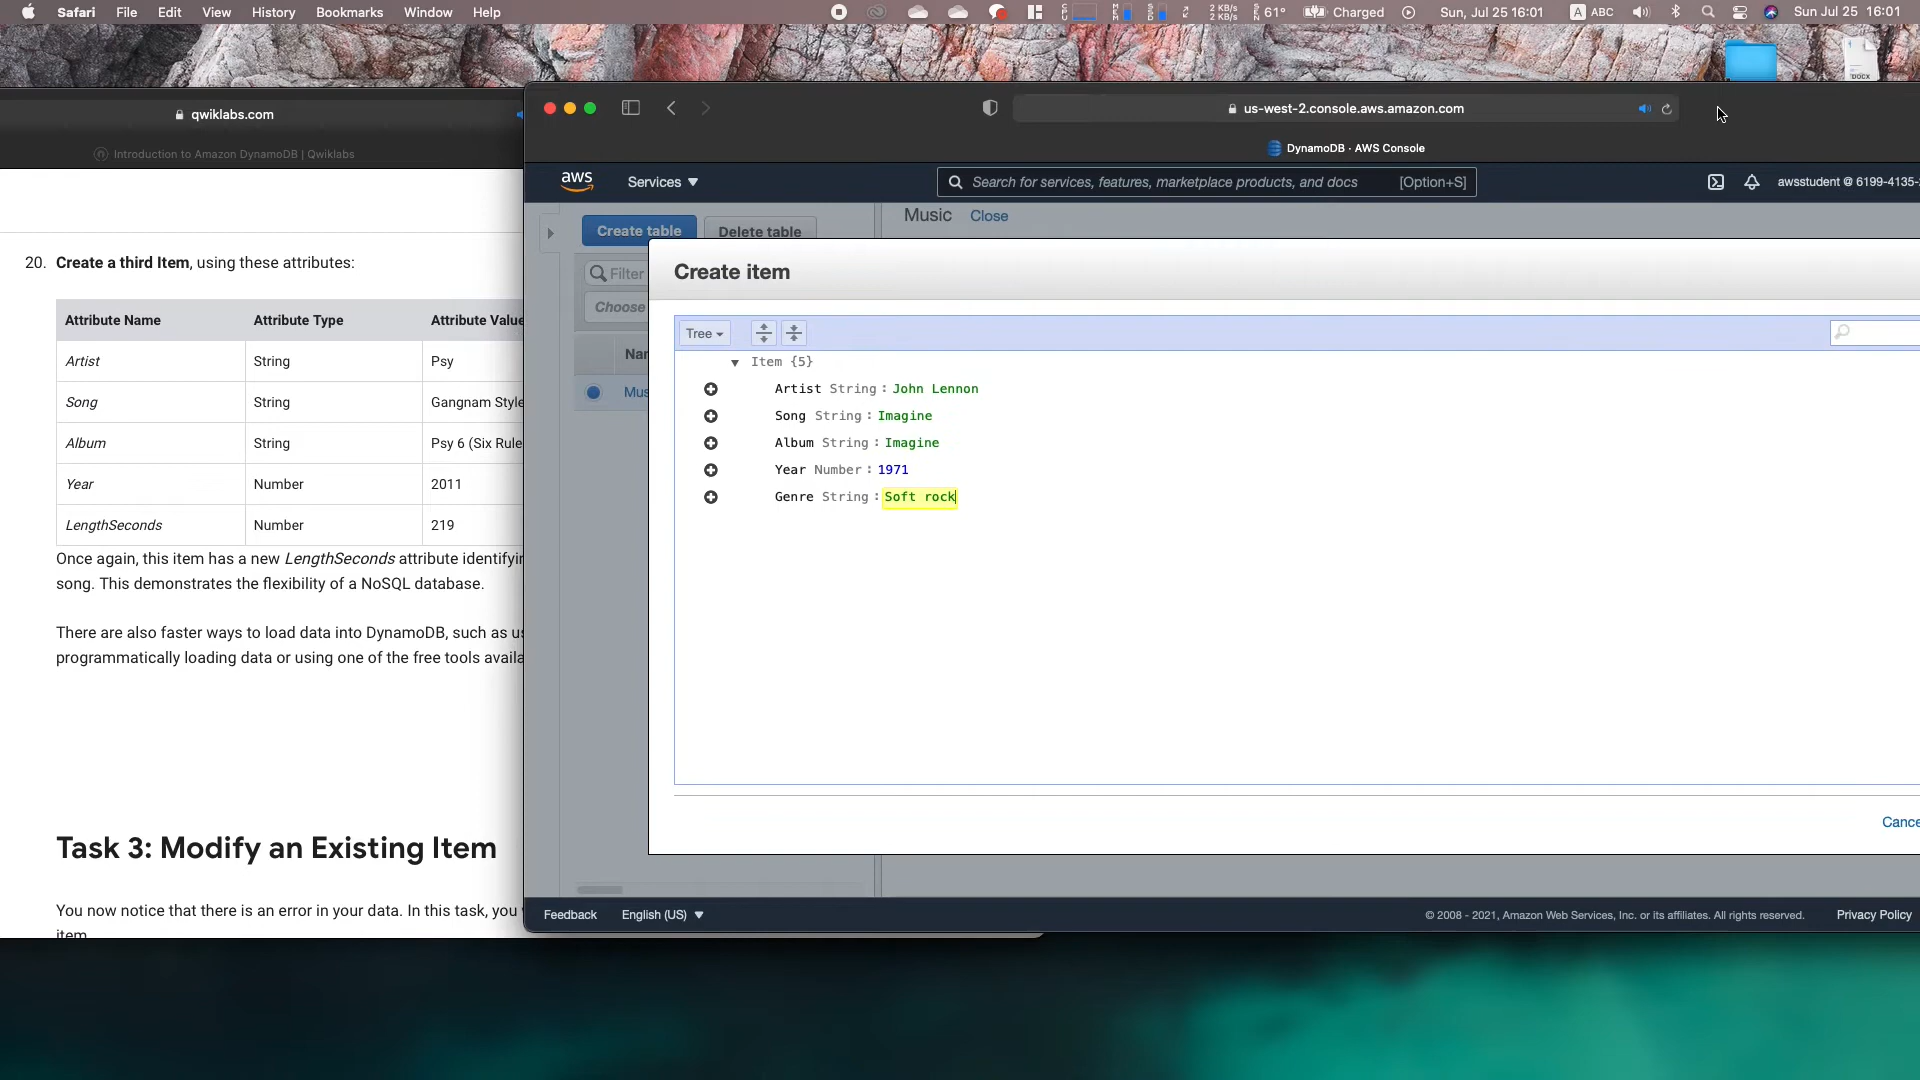 Safari File Edit View History Bookmarks Window Help
2 KB/s
2 KB/s
61°
Charged
Sun, Jul 25 16:01
A ABC
Sun Jul 25 16:01
DOCX
qwiklabs.com
Introduction to Amazon DynamoDB | Qwiklabs
20. Create a third Item, using these attributes:
Attribute Name Attribute Type Attribute Value
Artist String Psy
Song String Gangnam Style
Album String Psy 6 (Six Rule
Year Number 2011
LengthSeconds Number 219
Once again, this item has a new LengthSeconds attribute identifyin
song. This demonstrates the flexibility of a NoSQL database.
There are also faster ways to load data into DynamoDB, such as us
programmatically loading data or using one of the free tools availa
Task 3: Modify an Existing Item
You now notice that there is an error in your data. In this task, you
item.
us-west-2.console.aws.amazon.com
DynamoDB · AWS Console
aws
Services
Search for services, features, marketplace products, and docs [Option+S]
awsstudent @ 6199-4135-
Create table Delete table
Music Close
Filter
Choose
Nar
Mus
Create item
Tree
Item {5}
Artist String : John Lennon
Song String : Imagine
Album String : Imagine
Year Number : 1971
Genre String : Soft rock
Cance
Feedback English (US)
© 2008 - 2021, Amazon Web Services, Inc. or its affiliates. All rights reserved. Privacy Policy